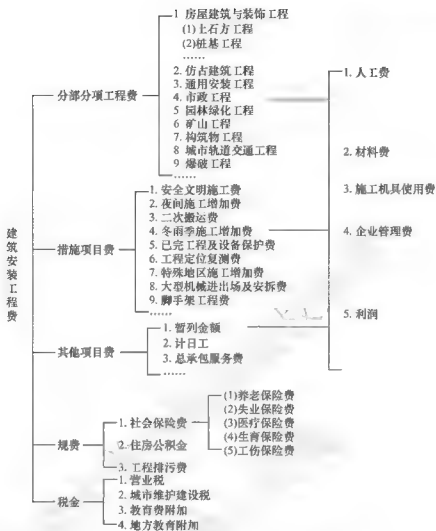 建筑安装工程费
分部分项工程费
1 房屋建筑与装饰工程
(1)土石方工程
(2)桩基工程
……
2. 仿古建筑工程
3. 通用安装工程
4. 市政工程
5 园林绿化工程
6 矿山工程
7. 构筑物工程
8 城市轨道交通工程
9 爆破工程
……
措施项目费
1. 安全文明施工费
2. 夜间施工增加费
3. 二次搬运费
4. 冬雨季施工增加费
5. 已完工程及设备保护费
6. 工程定位复测费
7. 特殊地区施工增加费
8. 大型机械进出场及安拆费
9. 脚手架工程费
……
其他项目费
1. 暂列金额
2. 计日工
3. 总承包服务费
……
1. 人工费
2. 材料费
3. 施工机具使用费
4. 企业管理费
5. 利润
规费
1. 社会保险费
(1)养老保险费
(2)失业保险费
(3)医疗保险费
(4)生育保险费
(5)工伤保险费
2. 住房公积金
3. 工程排污费
税金
1. 营业税
2. 城市维护建设税
3. 教育费附加
4. 地方教育附加